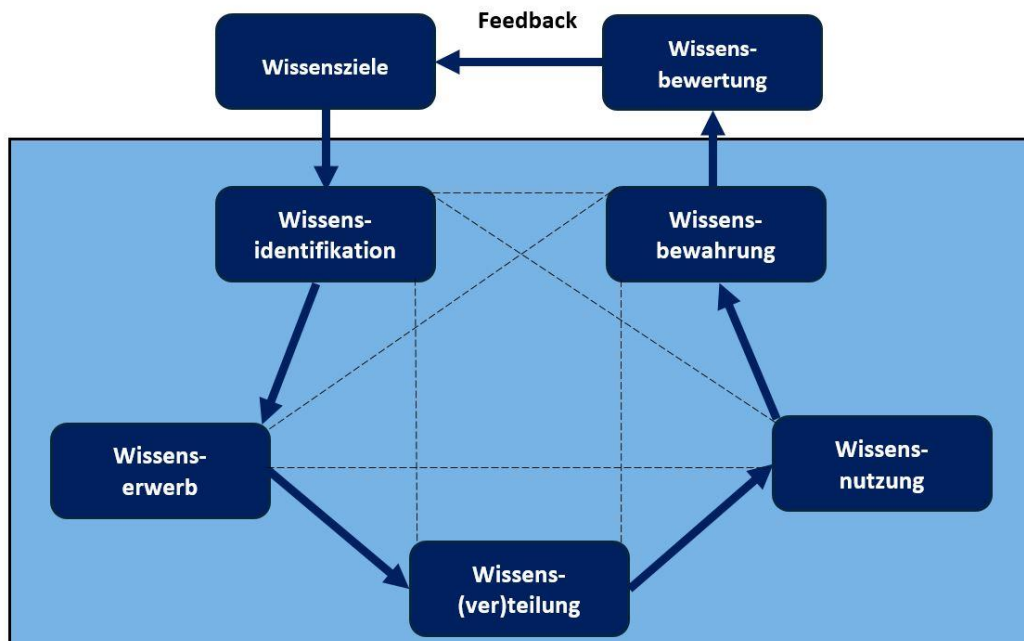 Feedback
Wissensziele
Wissens-
bewertung
Wissens-
identifikation
Wissens-
bewahrung
Wissens-
erwerb
Wissens-
nutzung
Wissens-
(ver)teilung